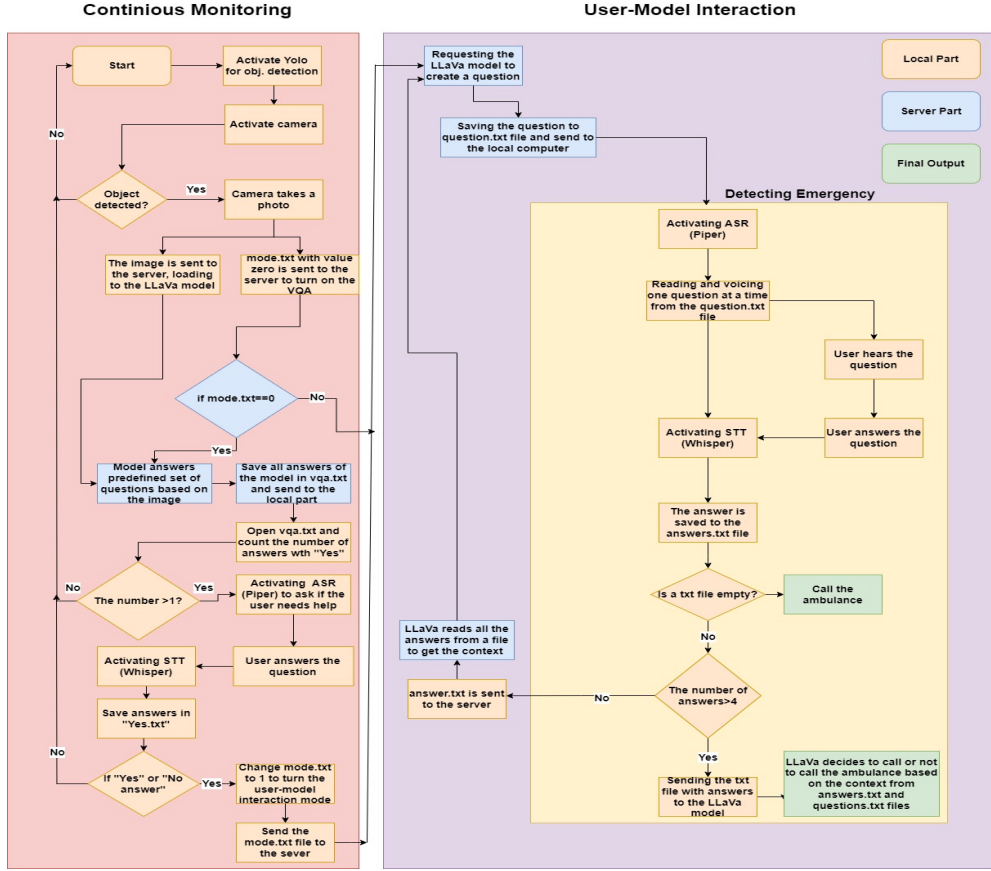 Continious Monitoring
User-Model Interaction
Start
Activate Yolo
for obj. detection
Activate camera
No
Object
detected?
Yes
Camera takes a
photo
The image is sent to
the server, loading
to the LLaVa model
mode.txt with value
zero is sent to the
server to turn on the
VQA
if mode.txt==0
No
Yes
Model answers
predefined set of
questions based on
the image
Save all answers of
the model in vqa.txt
and send to the
local part
Open vqa.txt and
count the number of
answers wth "Yes"
No
The number >1?
Yes
Activating ASR
(Piper) to ask if the
user needs help
Activating STT
(Whisper)
User answers the
question
Save answers in
"Yes.txt"
No
If "Yes" or "No
answer"
Yes
Change mode.txt
to 1 to turn the
user-model
interaction mode
Send the
mode.txt file to
the sever
Requesting the
LLaVa model to
create a question
Saving the question to
question.txt file and send to
the local computer
Local Part
Server Part
Final Output
Detecting Emergency
Activating ASR
(Piper)
Reading and voicing
one question at a time
from the question.txt
file
User hears the
question
Activating STT
(Whisper)
User answers the
question
The answer is
saved to the
answers.txt file
Is a txt file empty?
Call the
ambulance
No
LLaVa reads all the
answers from a file
to get the context
answer.txt is sent
to the server
No
The number of
answers>4
Yes
Sending the txt
file with answers
to the LLaVa
model
LLaVa decides to call or not
to call the ambulance based
on the context from
answers.txt and
questions.txt files